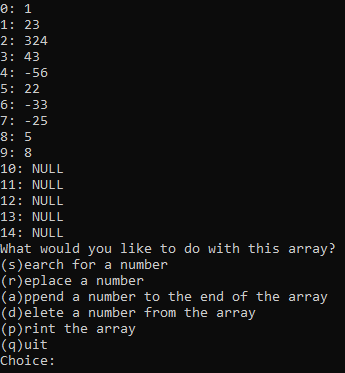 0: 1
1: 23
2: 324
3: 43
4: -56
5: 22
6: -33
7: -25
8: 5
9: 8
10: NULL
11: NULL
12: NULL
13: NULL
14: NULL
What would you like to do with this array?
(s)earch for a number
(r)eplace a number
(a)ppend a number to the end of the array
(d)elete a number from the array
(p)rint the array
(q)uit
Choice: